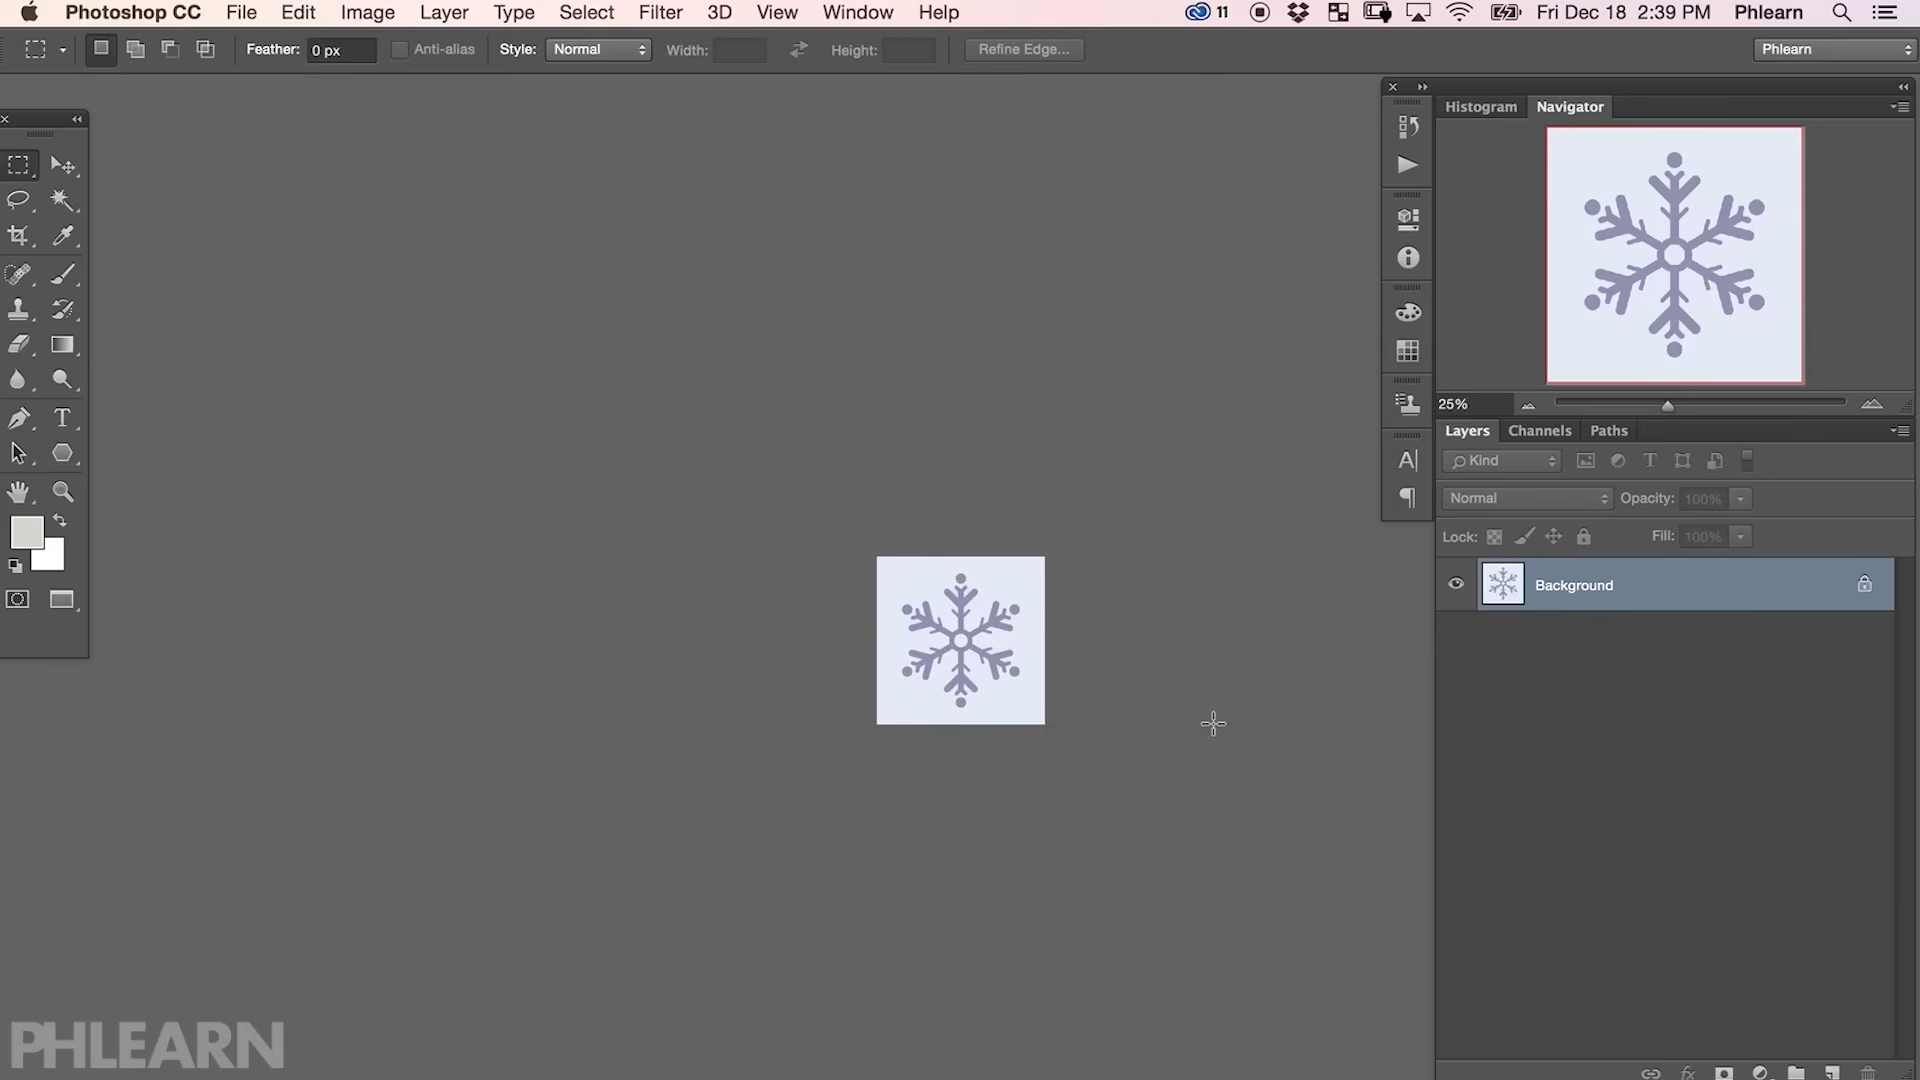 Photoshop CC File Edit Image Layer Type Select Filter 3D View Window Help 11 Fri Dec 18 2:39 PM Phlearn
Feather: 0 px Anti-alias Style: Normal Width: Height: Refine Edge... Phlearn
Histogram Navigator
25%
Layers Channels Paths
Kind
Normal Opacity: 100%
Lock: Fill: 100%
Background
PHLEARN